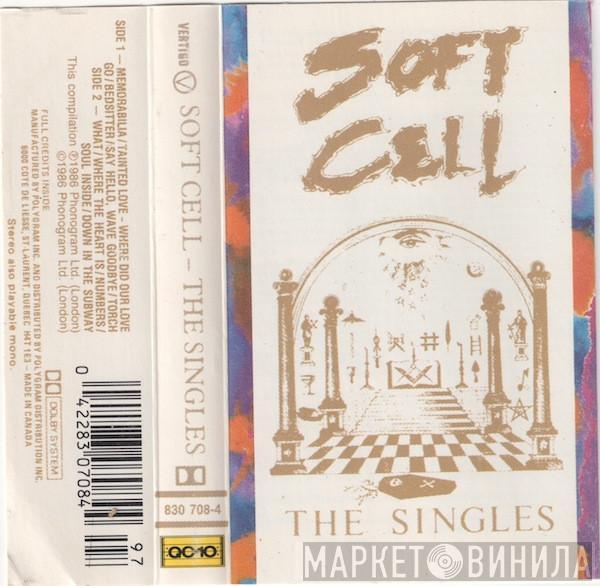 SIDE 1 – MEMORABILIA/TAINTED LOVE – WHERE DID OUR LOVE
GO/BEDSITTER/SAY HELLO, WAVE GOODBYE/TORCH
SIDE 2 – WHAT/WHERE THE HEART IS/NUMBERS/
SOUL INSIDE/DOWN IN THE SUBWAY
This compilation ℗1986 Phonogram Ltd. (London)
©1986 Phonogram Ltd. (London)
FULL CREDITS INSIDE
MANUFACTURED BY POLYGRAM INC. AND DISTRIBUTED BY POLYGRAM DISTRIBUTION INC.
6000 COTE DE LIESSE, ST. LAURENT, QUEBEC H4T 1E3 – MADE IN CANADA
Stereo also playable mono.
DOLBY SYSTEM
0 42283 07084
97
VERTIGO
SOFT CELL – THE SINGLES
830 708-4
QC 10
SOFT
CELL
THE SINGLES
МАРКЕТ ВИНИЛА